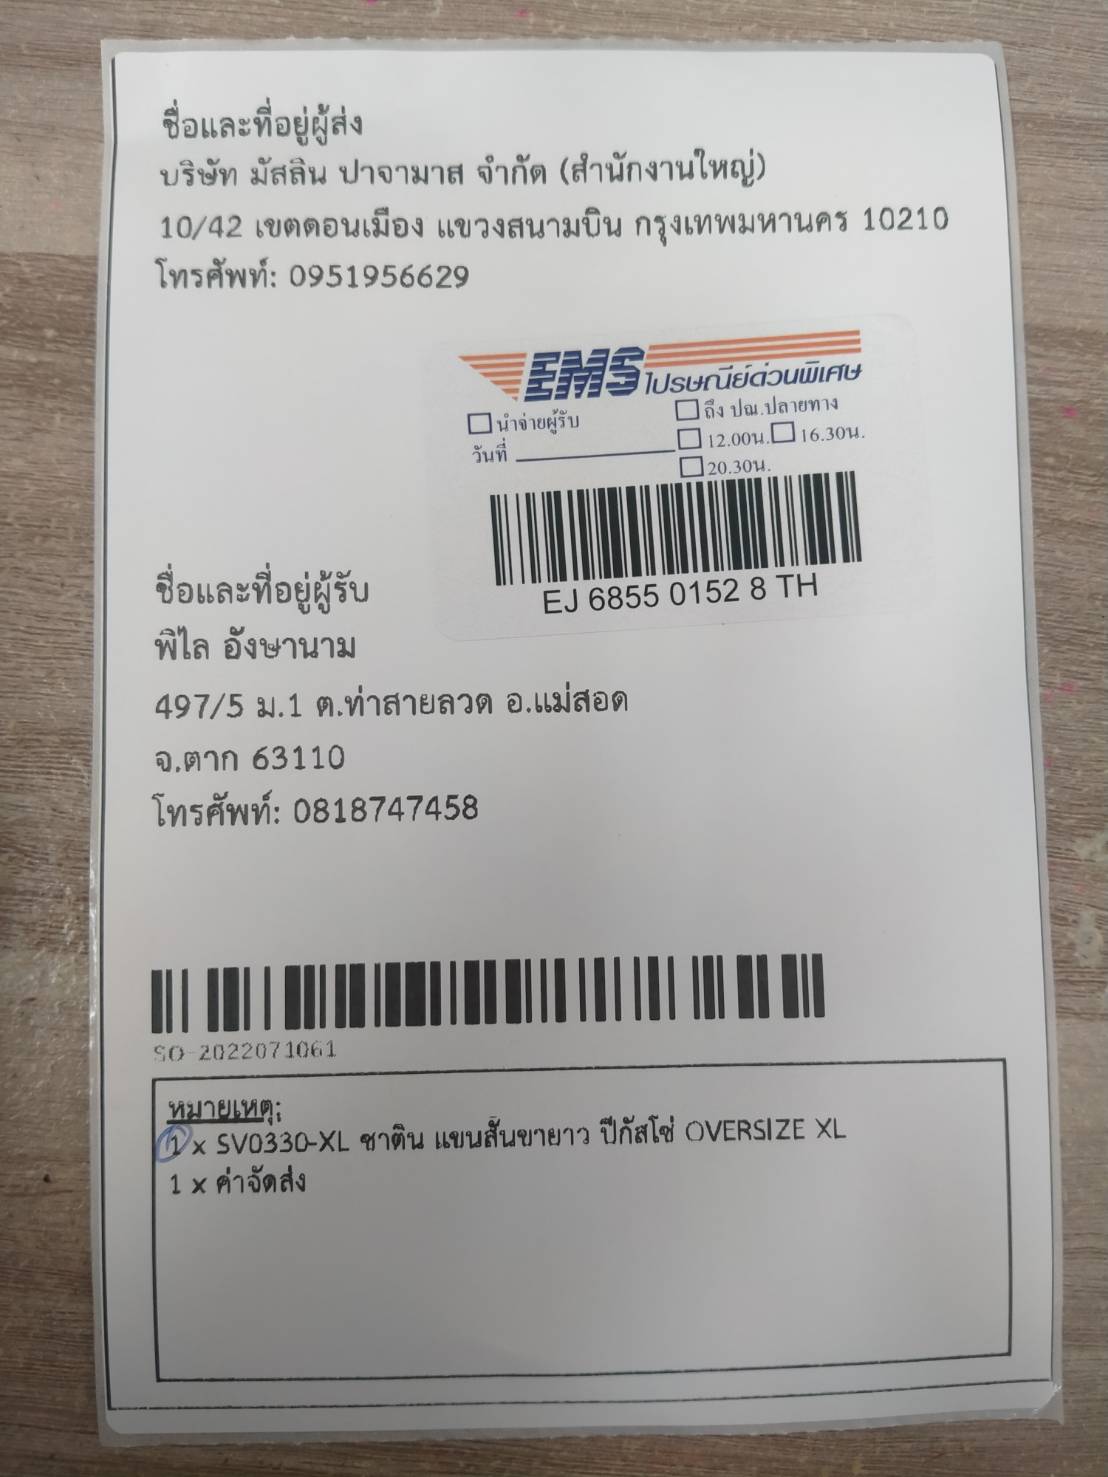 ชื่อและที่อยู่ผู้ส่ง
บริษัท มัสลิน ปาจามาส จำกัด (สำนักงานใหญ่)
10/42 เขตดอนเมือง แขวงสนามบิน กรุงเทพมหานคร 10210
โทรศัพท์: 0951956629
EMS ไปรษณีย์ด่วนพิเศษ
นำจ่ายผู้รับ ถึง ปณ.ปลายทาง
วันที่ 12.00น. 16.30น.
20.30น.
EJ 6855 0152 8 TH
ชื่อและที่อยู่ผู้รับ
พิไล อังษานาม
497/5 ม.1 ต.ท่าสายลวด อ.แม่สอด
จ.ตาก 63110
โทรศัพท์: 0818747458
SO-2022071061
หมายเหตุ:
1 x SV0330-XL ซาติน แขนสั้นขายาว ปีกัสโซ่ OVERSIZE XL
1 x ค่าจัดส่ง